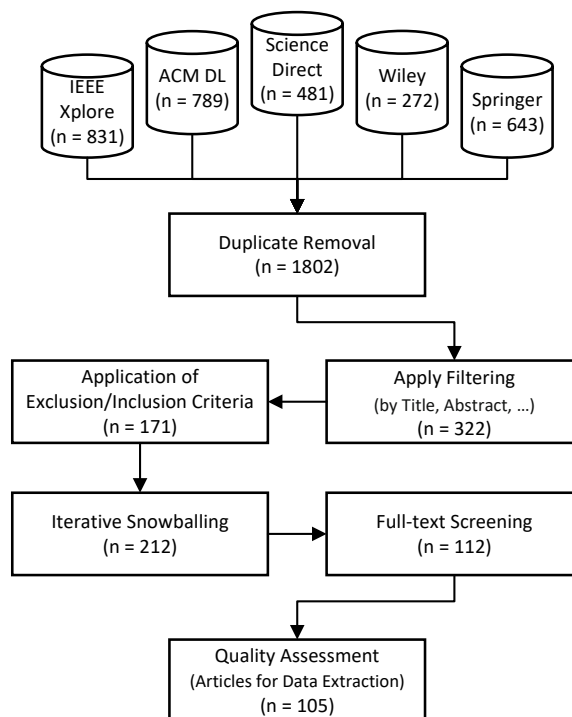 IEEE
Xplore
(n = 831)
ACM DL
(n = 789)
Science
Direct
(n = 481)
Wiley
(n = 272)
Springer
(n = 643)
Duplicate Removal
(n = 1802)
Application of
Exclusion/Inclusion Criteria
(n = 171)
Apply Filtering
(by Title, Abstract, ...)
(n = 322)
Iterative Snowballing
(n = 212)
Full-text Screening
(n = 112)
Quality Assessment
(Articles for Data Extraction)
(n = 105)